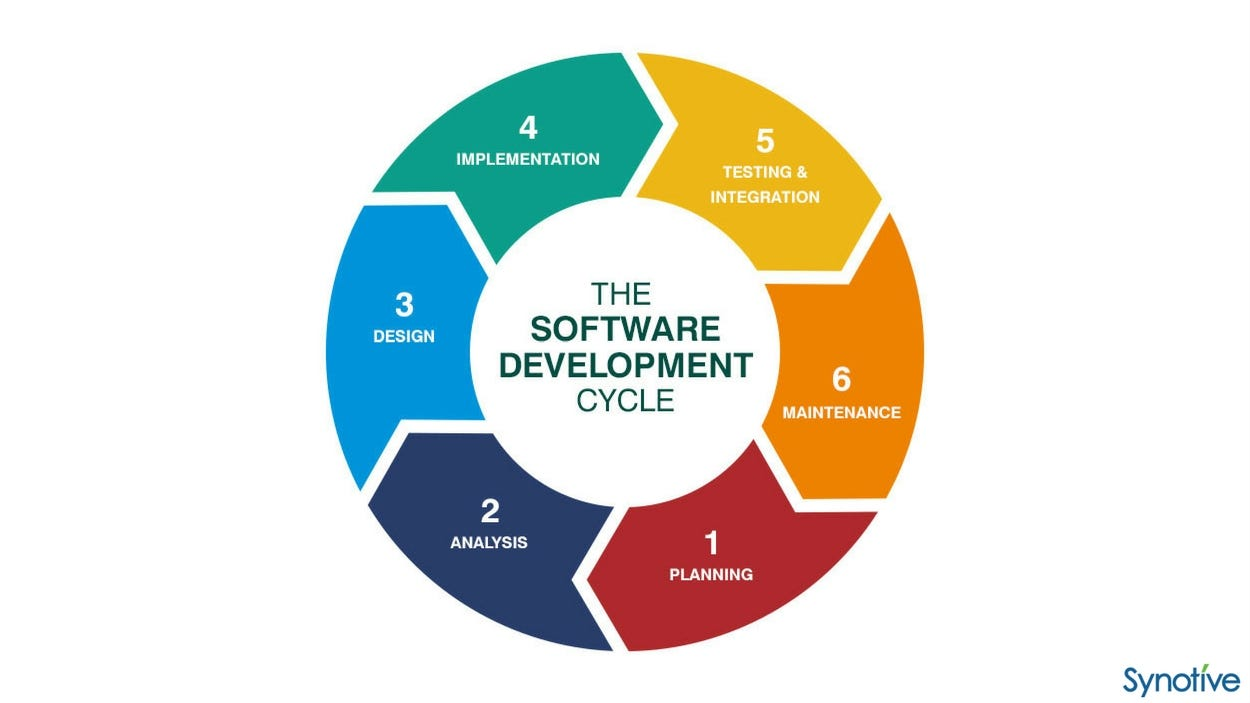 THE
SOFTWARE
DEVELOPMENT
CYCLE
1
PLANNING
2
ANALYSIS
3
DESIGN
4
IMPLEMENTATION
5
TESTING &
INTEGRATION
6
MAINTENANCE
Synotive